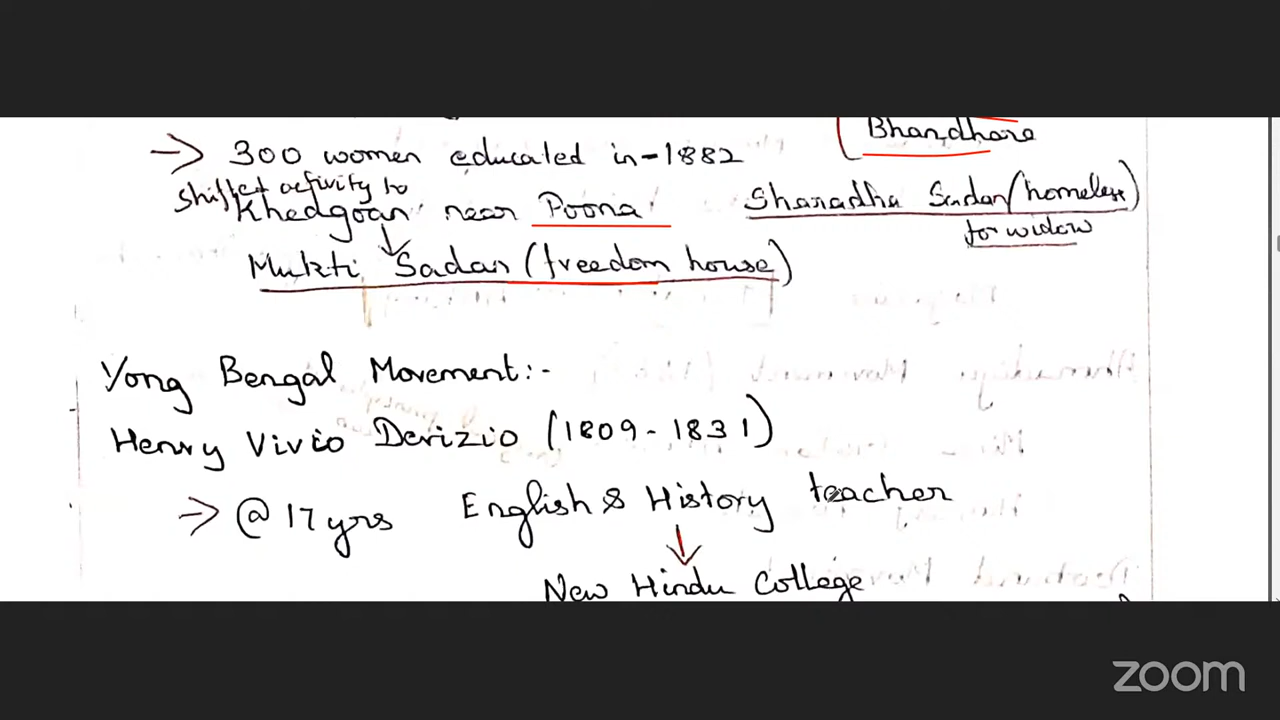 Bhandhare
→ 300 women educated in - 1882
Shifted activity to
Khedgoan near Poona
Sharadha Sadan (homeless)
for widow
Mukti Sadan (freedom house)
Yong Bengal Movement:-
Henry Vivio Derizio (1809 - 1831)
→ @ 17 yrs English & History teacher
New Hindu College
zoom